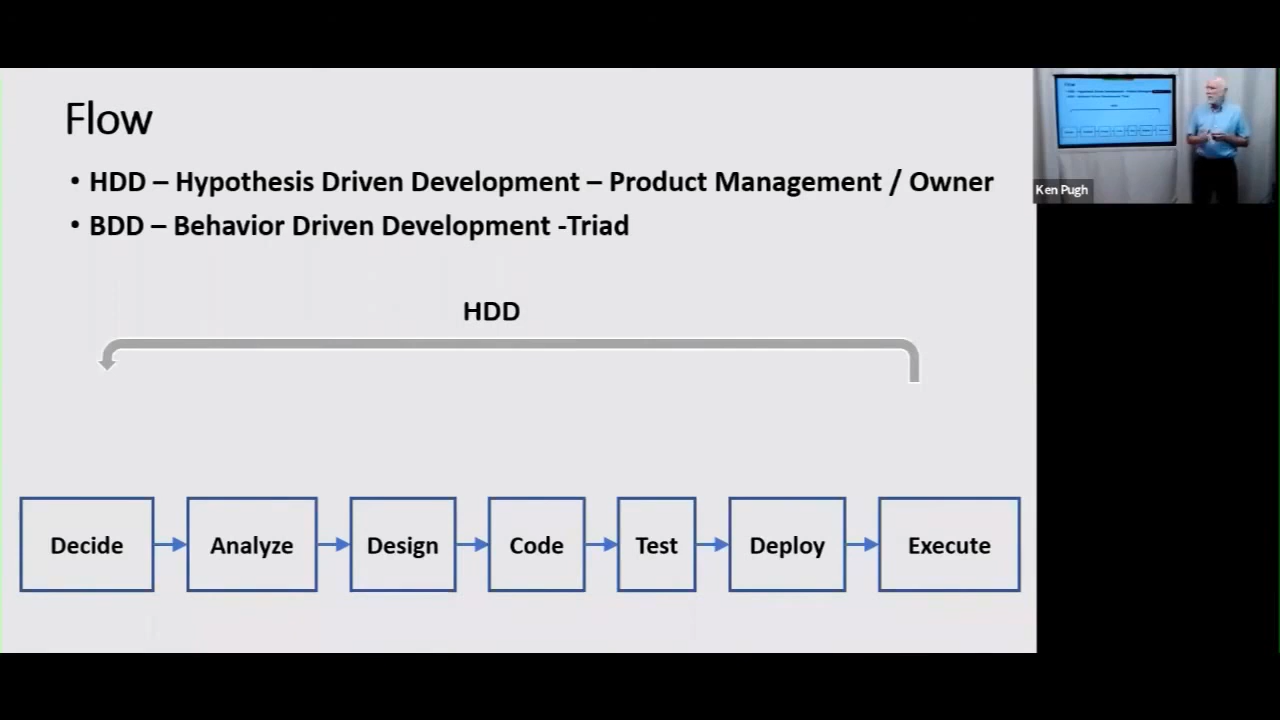 Flow
• HDD – Hypothesis Driven Development – Product Management / Owner
• BDD – Behavior Driven Development -Triad
HDD
Decide
Analyze
Design
Code
Test
Deploy
Execute
Ken Pugh